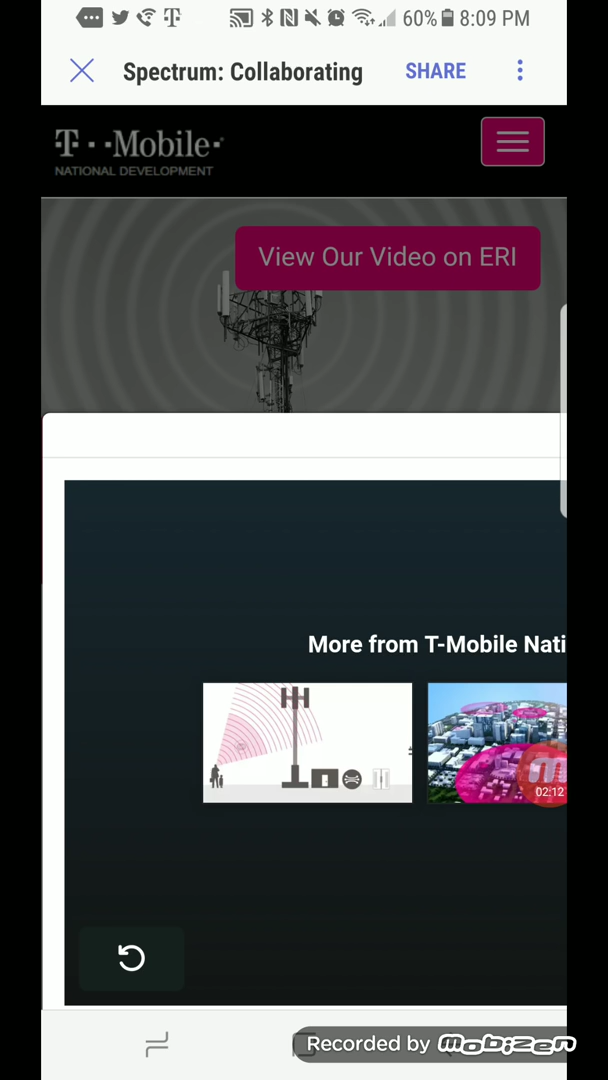 60% 8:09 PM
Spectrum: Collaborating SHARE
T··Mobile·
NATIONAL DEVELOPMENT
View Our Video on ERI
More from T-Mobile Nati
02:12
Recorded by mobizen